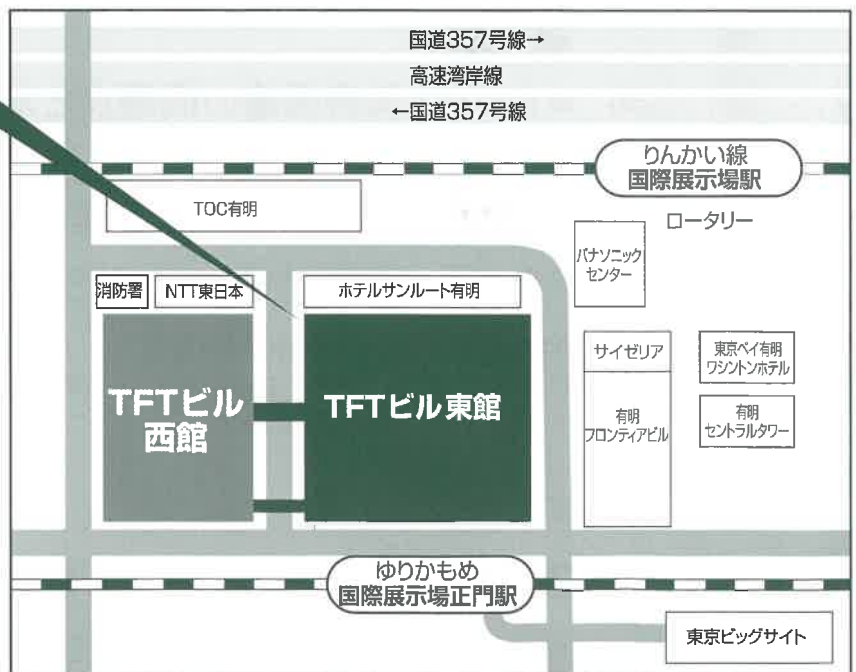 国道357号線→
高速湾岸線
←国道357号線
りんかい線
国際展示場駅
TOC有明
ロータリー
パナソニック
センター
消防署
NTT東日本
ホテルサンルート有明
サイゼリア
東京ベイ有明
ワシントンホテル
TFTビル
西館
TFTビル東館
有明
フロンティアビル
有明
セントラルタワー
ゆりかもめ
国際展示場正門駅
東京ビッグサイト